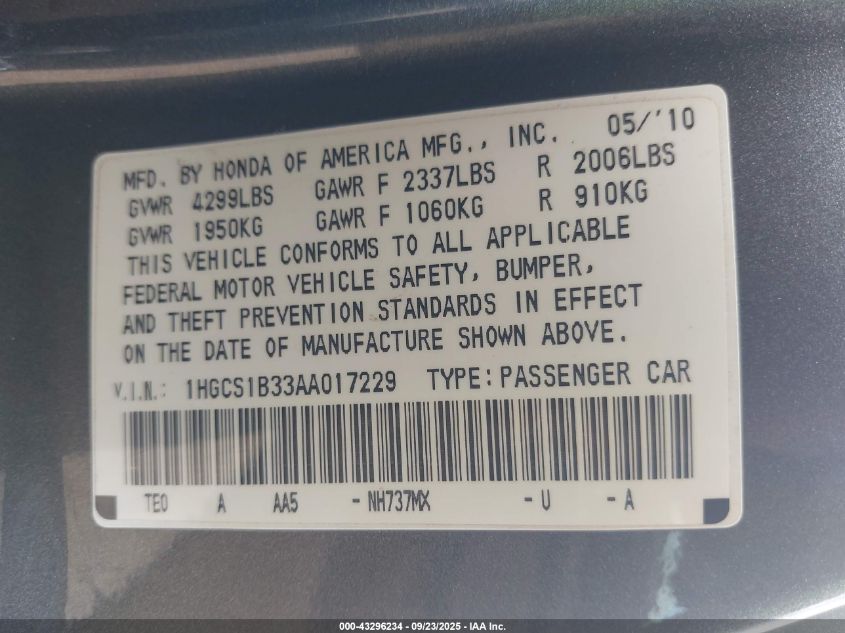 MFD. BY HONDA OF AMERICA MFG., INC. 05/'10
GVWR 4299LBS GAWR F 2337LBS R 2006LBS
GVWR 1950KG GAWR F 1060KG R 910KG
THIS VEHICLE CONFORMS TO ALL APPLICABLE
FEDERAL MOTOR VEHICLE SAFETY, BUMPER,
AND THEFT PREVENTION STANDARDS IN EFFECT
ON THE DATE OF MANUFACTURE SHOWN ABOVE.
V.I.N.: 1HGCS1B33AA017229 TYPE:PASSENGER CAR
TE0 A AA5 -NH737MX -U -A
000-43296234 - 09/23/2025 - IAA Inc.